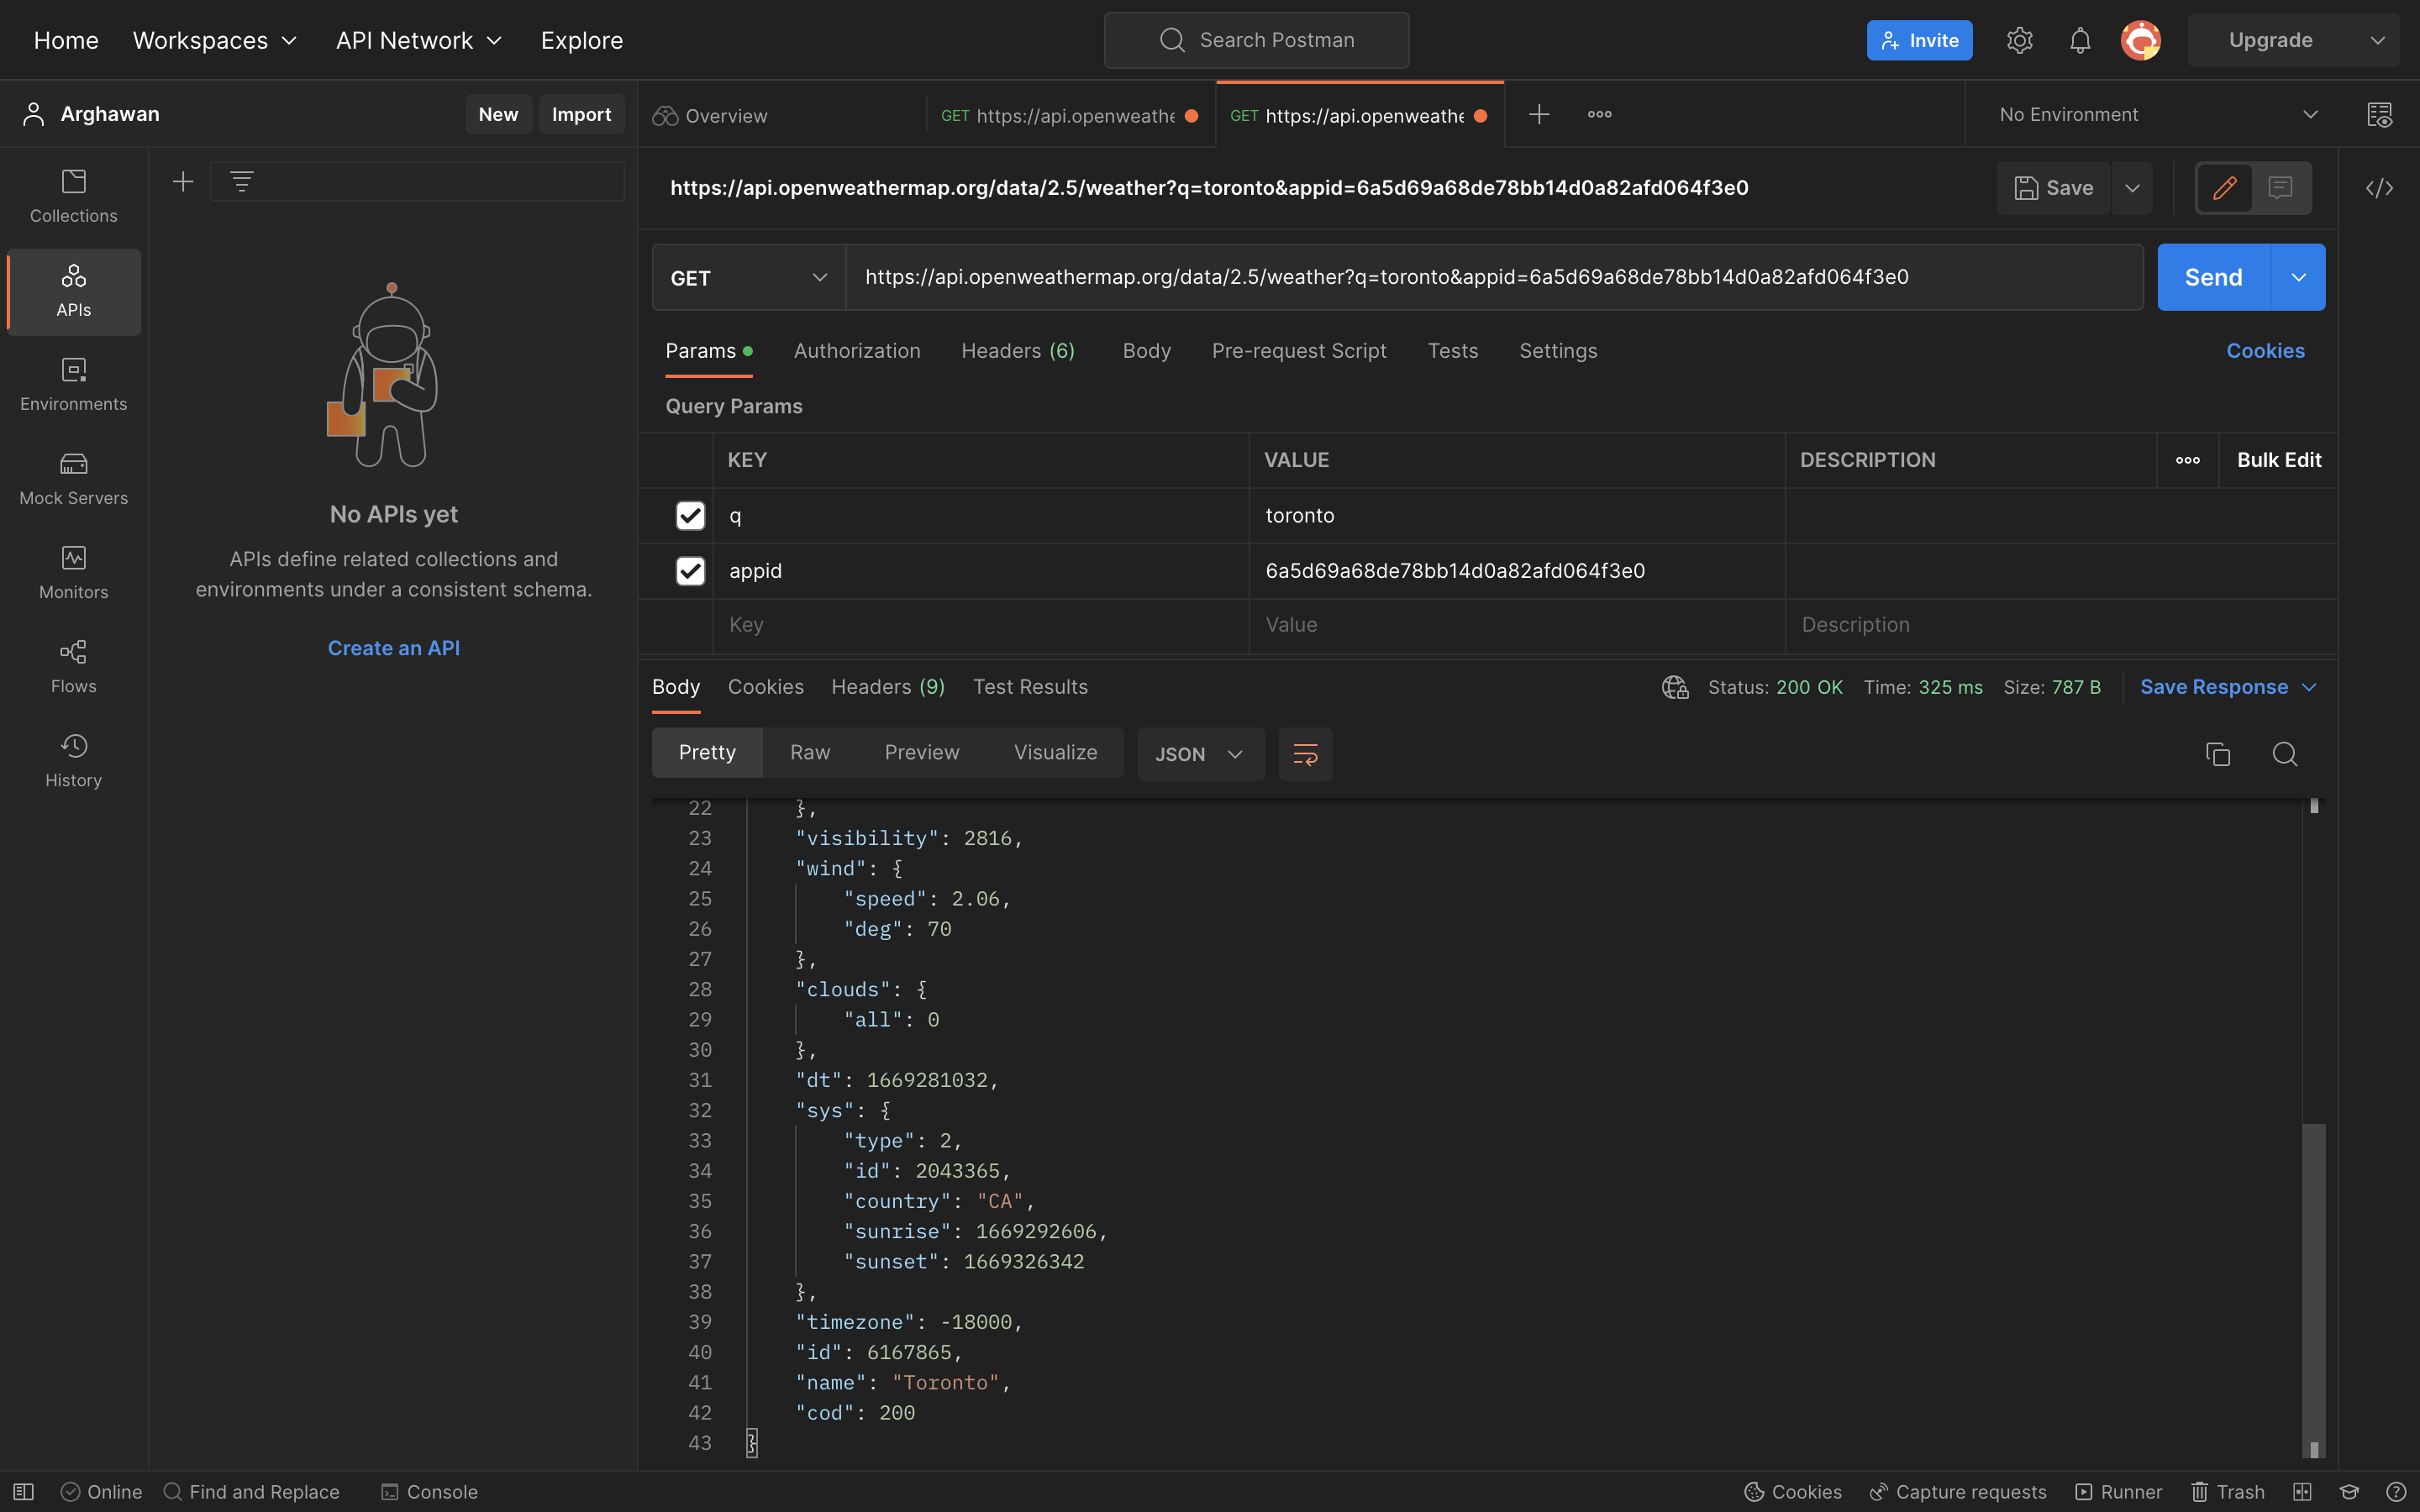 Home Workspaces API Network Explore Search Postman Invite Upgrade
Arghawan New Import
Overview GET https://api.openweathe GET https://api.openweathe No Environment
Collections
APIs
Environments
Mock Servers
Monitors
Flows
History
No APIs yet
APIs define related collections and
environments under a consistent schema.
Create an API
https://api.openweathermap.org/data/2.5/weather?q=toronto&appid=6a5d69a68de78bb14d0a82afd064f3e0 Save
GET https://api.openweathermap.org/data/2.5/weather?q=toronto&appid=6a5d69a68de78bb14d0a82afd064f3e0 Send
Params Authorization Headers (6) Body Pre-request Script Tests Settings Cookies
Query Params
KEY VALUE DESCRIPTION Bulk Edit
q toronto
appid 6a5d69a68de78bb14d0a82afd064f3e0
Key Value Description
Body Cookies Headers (9) Test Results Status: 200 OK Time: 325 ms Size: 787 B Save Response
Pretty Raw Preview Visualize JSON
22 },
23 "visibility": 2816,
24 "wind": {
25 "speed": 2.06,
26 "deg": 70
27 },
28 "clouds": {
29 "all": 0
30 },
31 "dt": 1669281032,
32 "sys": {
33 "type": 2,
34 "id": 2043365,
35 "country": "CA",
36 "sunrise": 1669292606,
37 "sunset": 1669326342
38 },
39 "timezone": -18000,
40 "id": 6167865,
41 "name": "Toronto",
42 "cod": 200
43 }
Online Find and Replace Console Cookies Capture requests Runner Trash